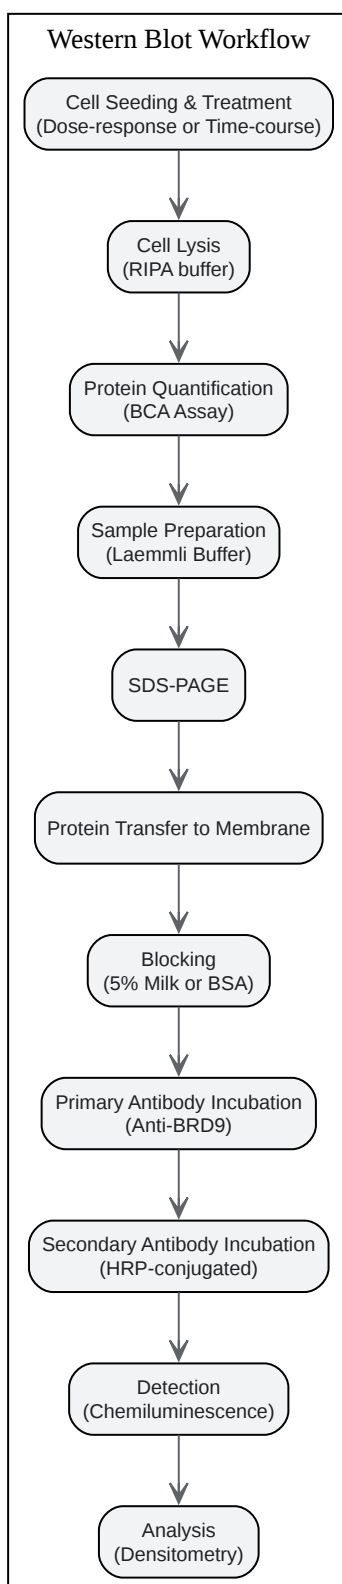 Western Blot Workflow
Cell Seeding & Treatment
(Dose-response or Time-course)
Cell Lysis
(RIPA buffer)
Protein Quantification
(BCA Assay)
Sample Preparation
(Laemmli Buffer)
SDS-PAGE
Protein Transfer to Membrane
Blocking
(5% Milk or BSA)
Primary Antibody Incubation
(Anti-BRD9)
Secondary Antibody Incubation
(HRP-conjugated)
Detection
(Chemiluminescence)
Analysis
(Densitometry)